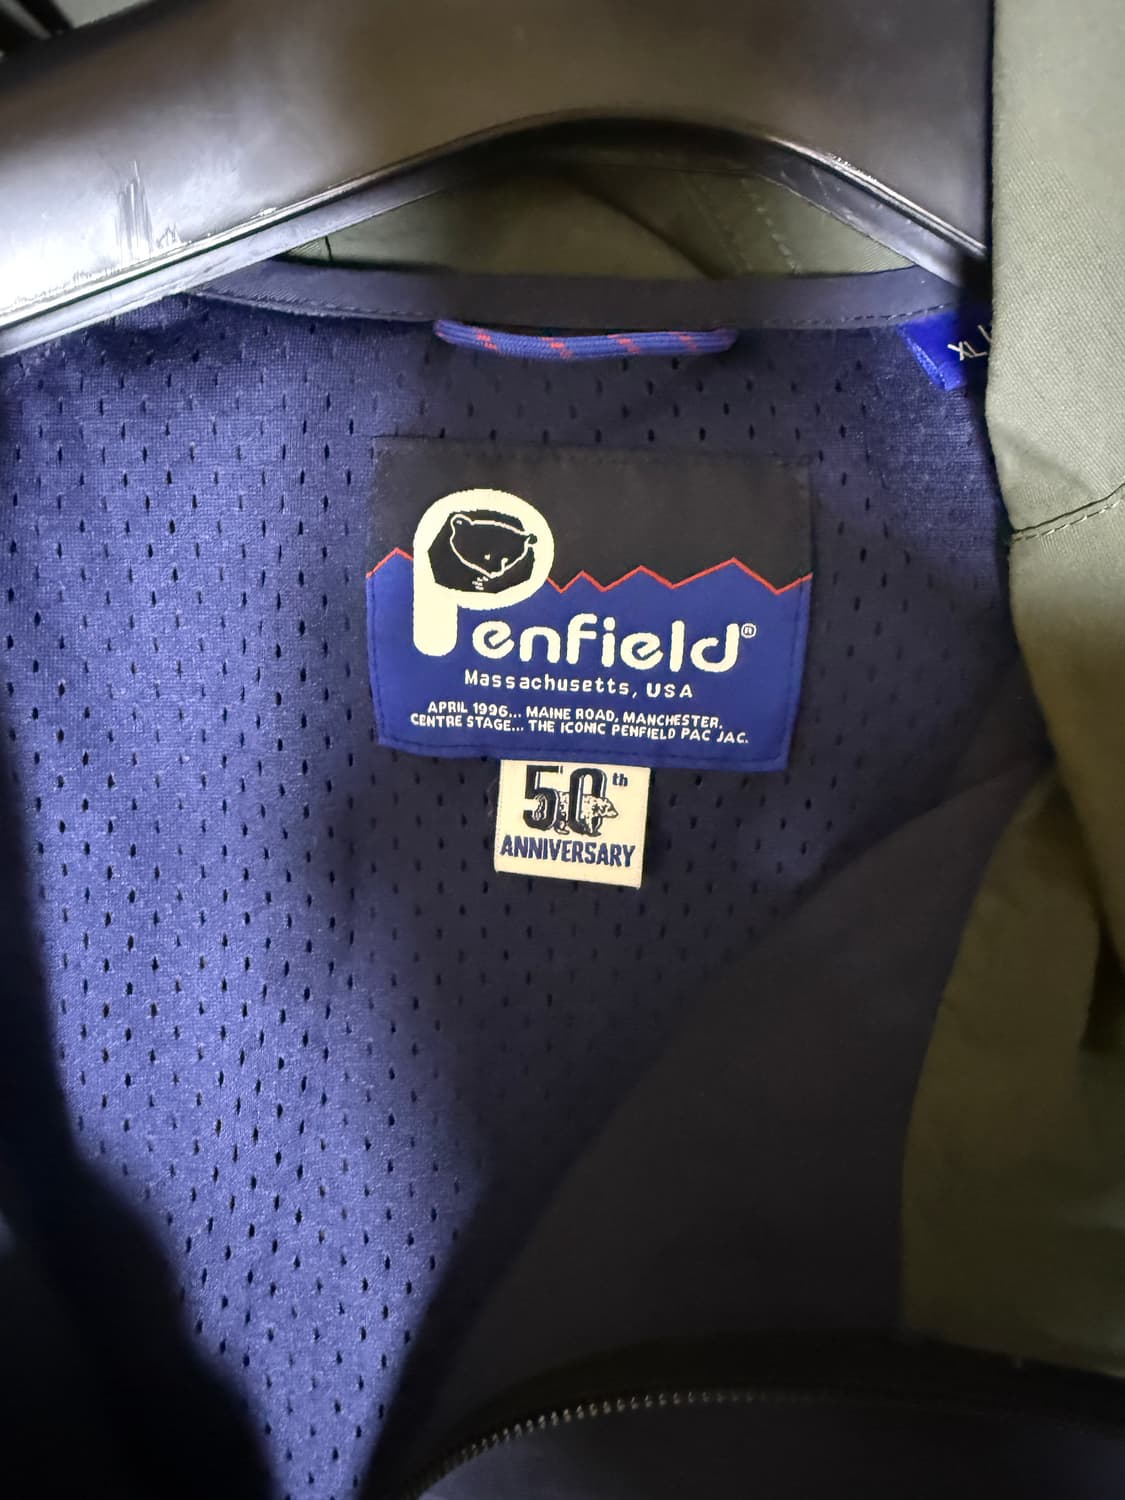 XL
Penfield®
Massachusetts, USA
APRIL 1996... MAINE ROAD, MANCHESTER,
CENTRE STAGE... THE ICONIC PENFIELD PAC JAC.
50th
ANNIVERSARY